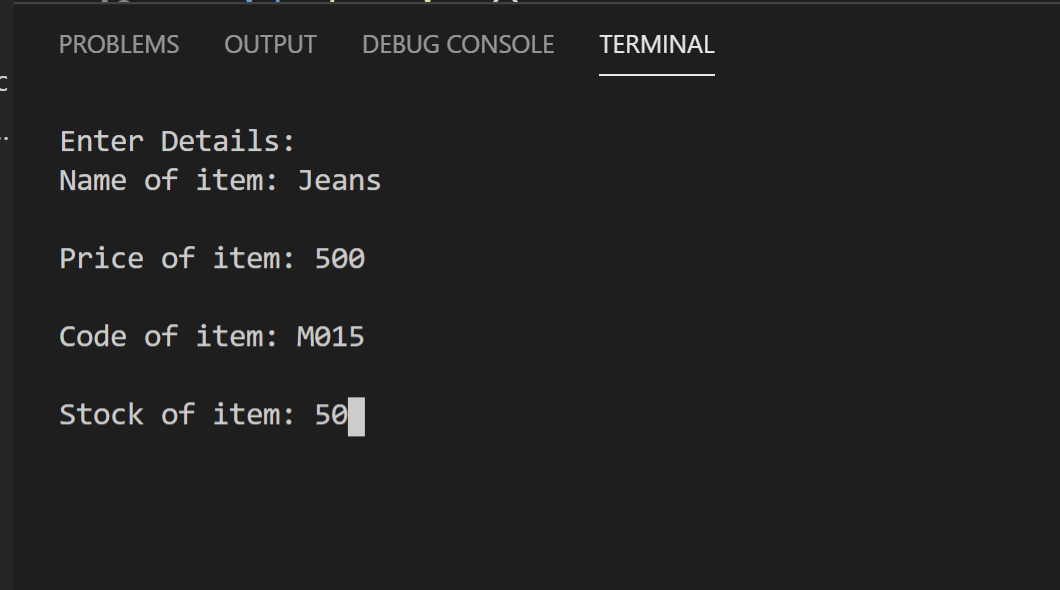 PROBLEMS OUTPUT DEBUG CONSOLE TERMINAL
Enter Details:
Name of item: Jeans
Price of item: 500
Code of item: M015
Stock of item: 50